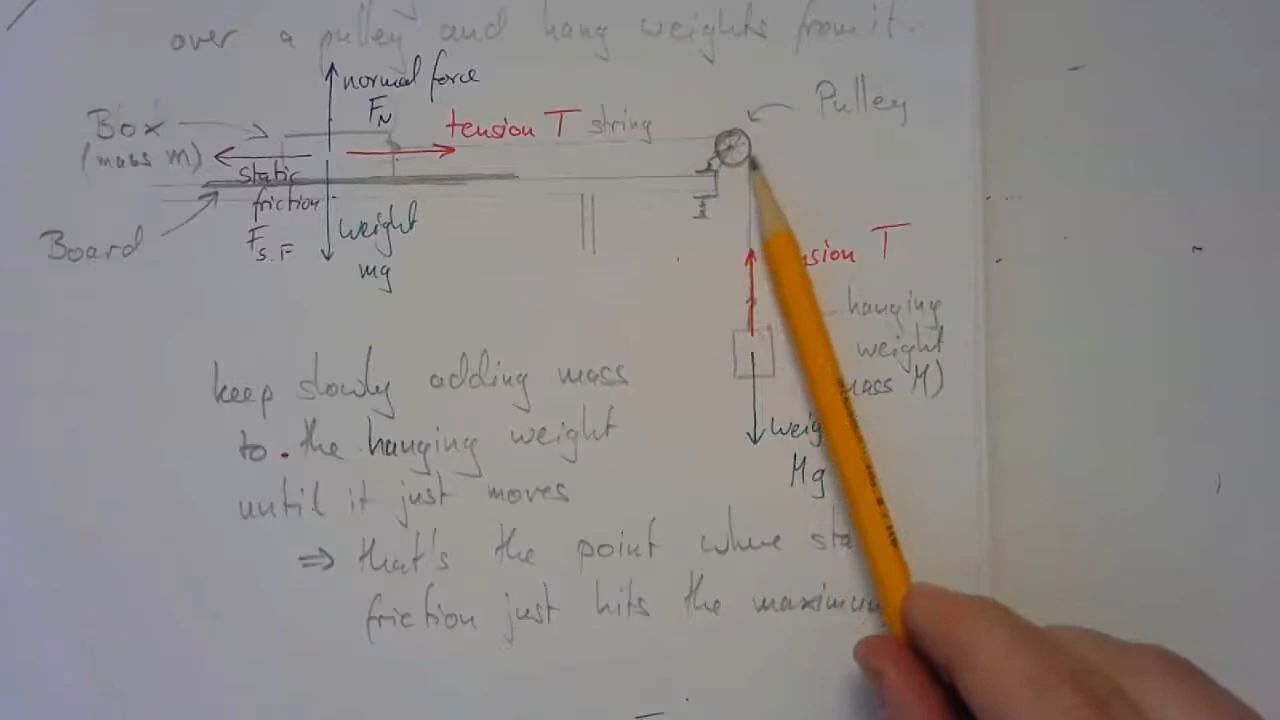 over a pulley and hang weights from it.
normal force
F_N
Pulley
Box
(mass m)
tension T string
static
friction
F_S.F
Board
weight
mg
tension T
hanging
weight
mass M)
Mg
keep slowly adding mass
to the hanging weight
until it just moves
⇒ that's the point where
friction just hits the maximum